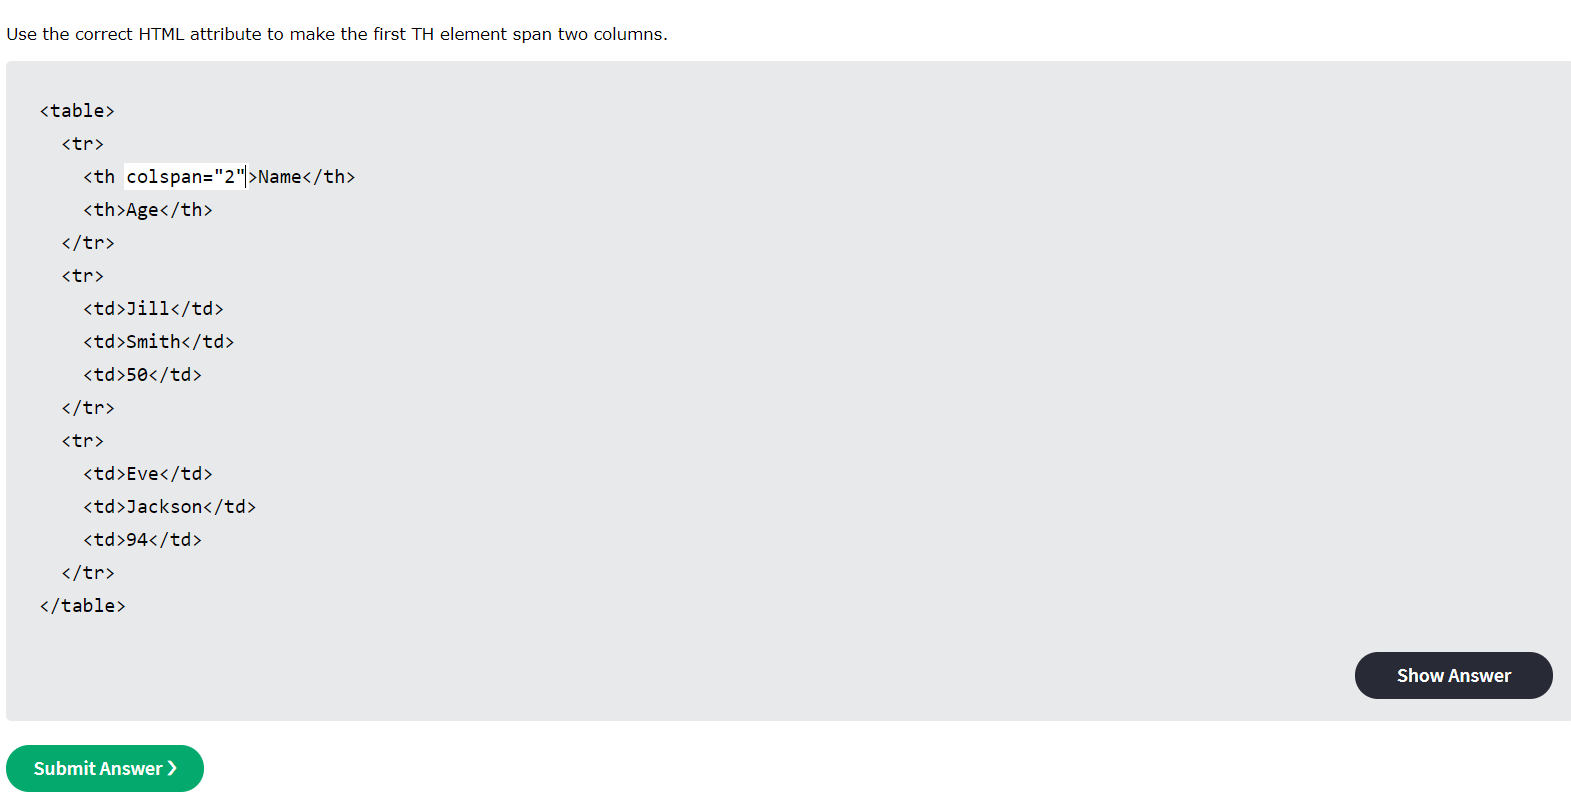 Use the correct HTML attribute to make the first TH element span two columns.
<table>
<tr>
<th colspan="2">Name</th>
<th>Age</th>
</tr>
<tr>
<td>Jill</td>
<td>Smith</td>
<td>50</td>
</tr>
<tr>
<td>Eve</td>
<td>Jackson</td>
<td>94</td>
</tr>
</table>
Show Answer
Submit Answer ❯